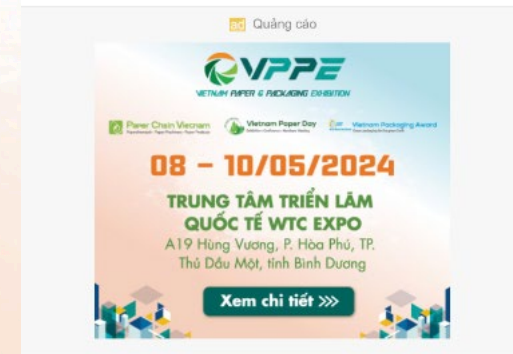 ad Quảng cáo
VPPE
VIETNAM PAPER & PACKAGING EXHIBITION
Paper Chain Vietnam
Vietnam Paper Day
Vietnam Packaging Award
08 – 10/05/2024
TRUNG TÂM TRIỂN LÃM
QUỐC TẾ WTC EXPO
A19 Hùng Vương, P. Hòa Phú, TP.
Thủ Dầu Một, tỉnh Bình Dương
Xem chi tiết >>>